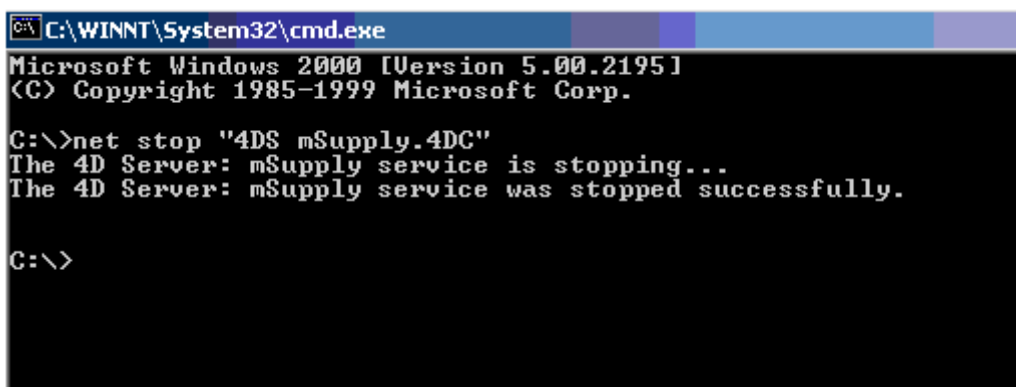 C:\WINNT\System32\cmd.exe
Microsoft Windows 2000 [Version 5.00.2195]
(C) Copyright 1985-1999 Microsoft Corp.
C:\>net stop "4DS mSupply.4DC"
The 4D Server: mSupply service is stopping...
The 4D Server: mSupply service was stopped successfully.
C:\>